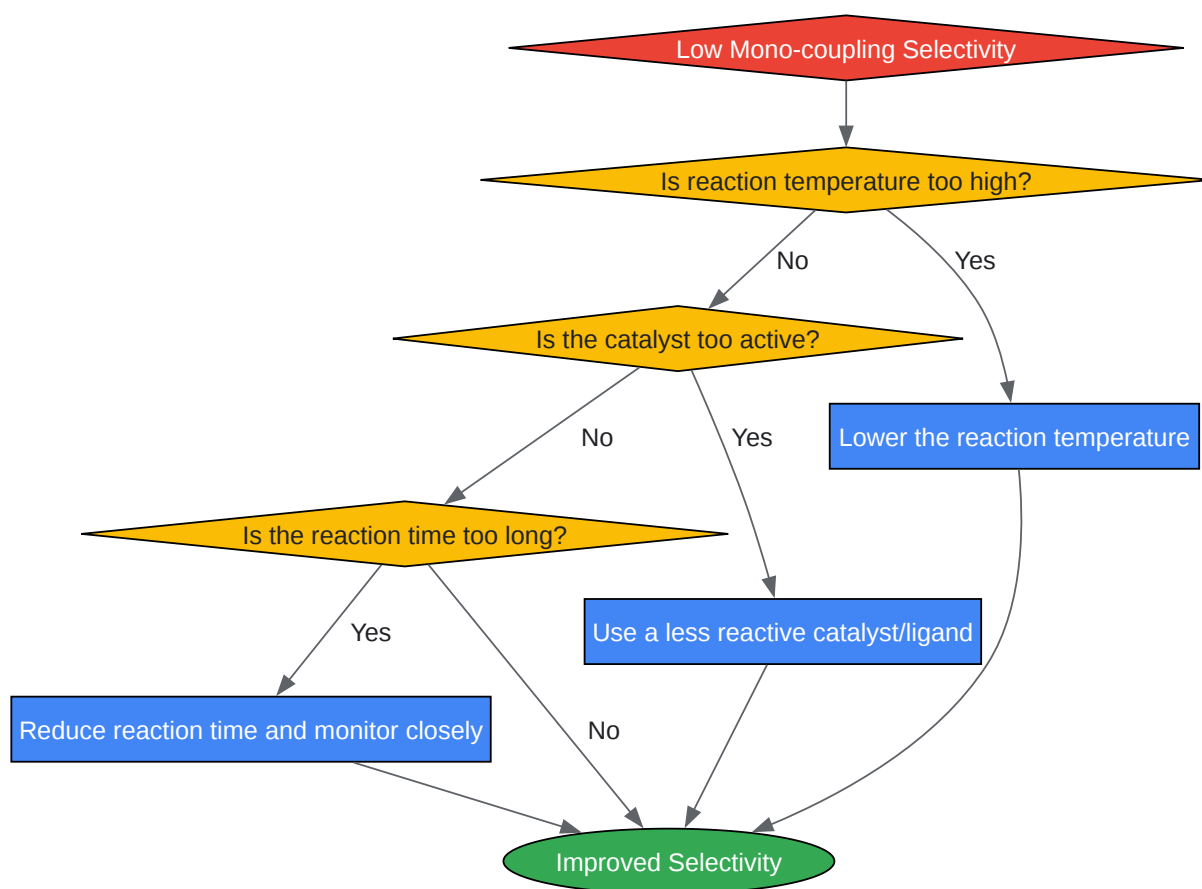 Low Mono-coupling Selectivity
Is reaction temperature too high?
No
Yes
Is the catalyst too active?
Lower the reaction temperature
No
Yes
Is the reaction time too long?
Use a less reactive catalyst/ligand
Yes
Reduce reaction time and monitor closely
No
Improved Selectivity